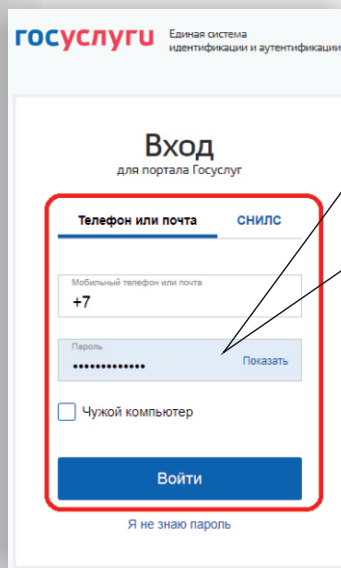 госуслуги
Единая система
идентификации и аутентификации
Вход
для портала Госуслуг
Телефон или почта СНИЛС
Мобильный телефон или почта
+7
Пароль
••••••••••••• Показать
Чужой компьютер
Войти
Я не знаю пароль